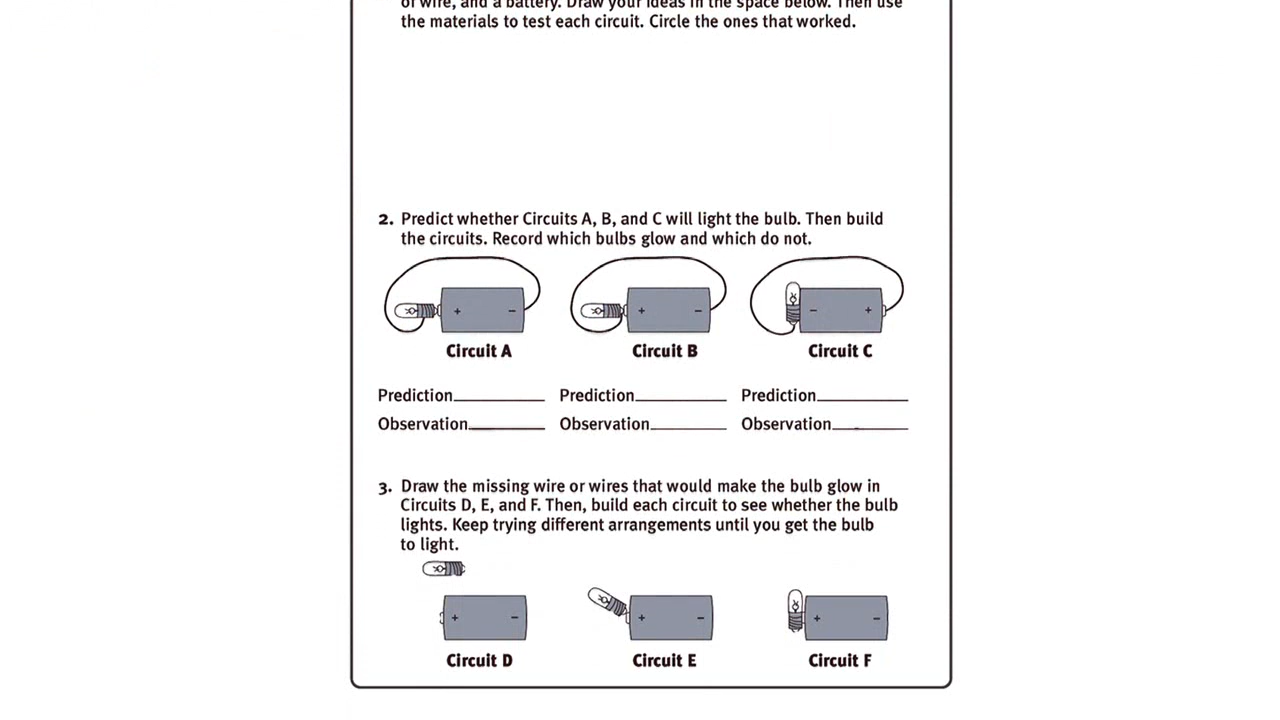 of wire, and a battery. Draw your ideas in the space below. Then use
the materials to test each circuit. Circle the ones that worked.
2. Predict whether Circuits A, B, and C will light the bulb. Then build
the circuits. Record which bulbs glow and which do not.
+ − + − − +
Circuit A Circuit B Circuit C
Prediction Prediction Prediction
Observation Observation Observation
3. Draw the missing wire or wires that would make the bulb glow in
Circuits D, E, and F. Then, build each circuit to see whether the bulb
lights. Keep trying different arrangements until you get the bulb
to light.
+ − + − + −
Circuit D Circuit E Circuit F